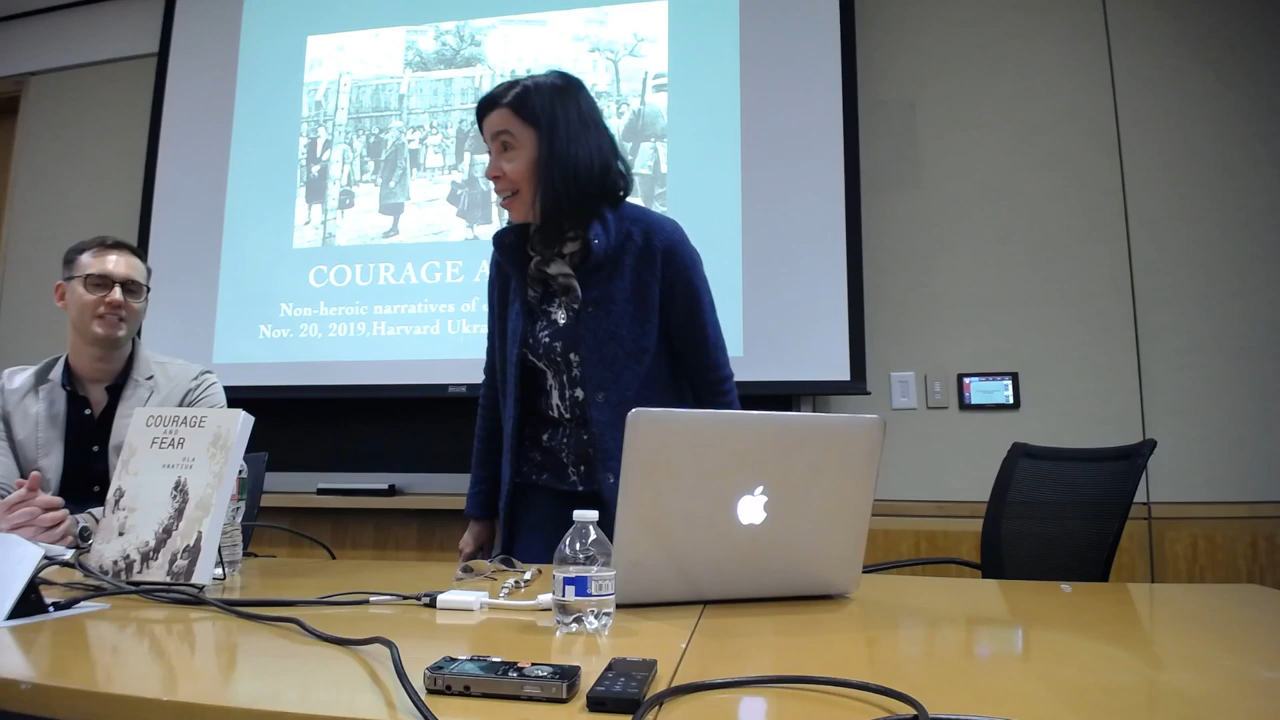 COURAGE A
Non-heroic narratives of
Nov. 20, 2019, Harvard Ukra
COURAGE
AND
FEAR
OLA
HNATIUK